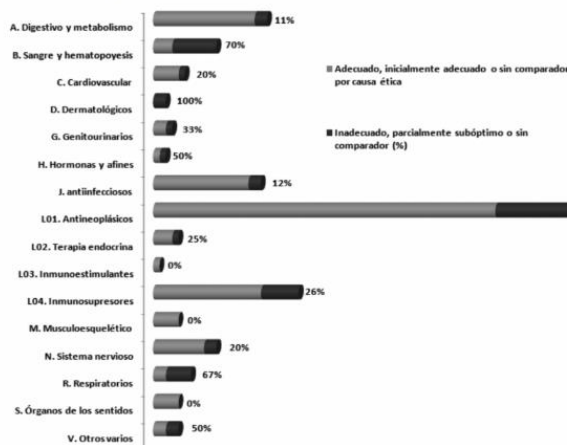 A. Digestivo y metabolismo 11%
B. Sangre y hematopoyesis 70%
C. Cardiovascular 20%
D. Dermatológicos 100%
G. Genitourinarios 33%
H. Hormonas y afines 50%
J. antiinfecciosos 12%
L01. Antineoplásicos
L02. Terapia endocrina 25%
L03. Inmunoestimulantes 0%
L04. Inmunosupresores 26%
M. Musculoesquelético 0%
N. Sistema nervioso 20%
R. Respiratorios 67%
S. Órganos de los sentidos 0%
V. Otros varios 50%
Adecuado, inicialmente adecuado o sin comparador
por causa ética
Inadecuado, parcialmente subóptimo o sin
comparador (%)